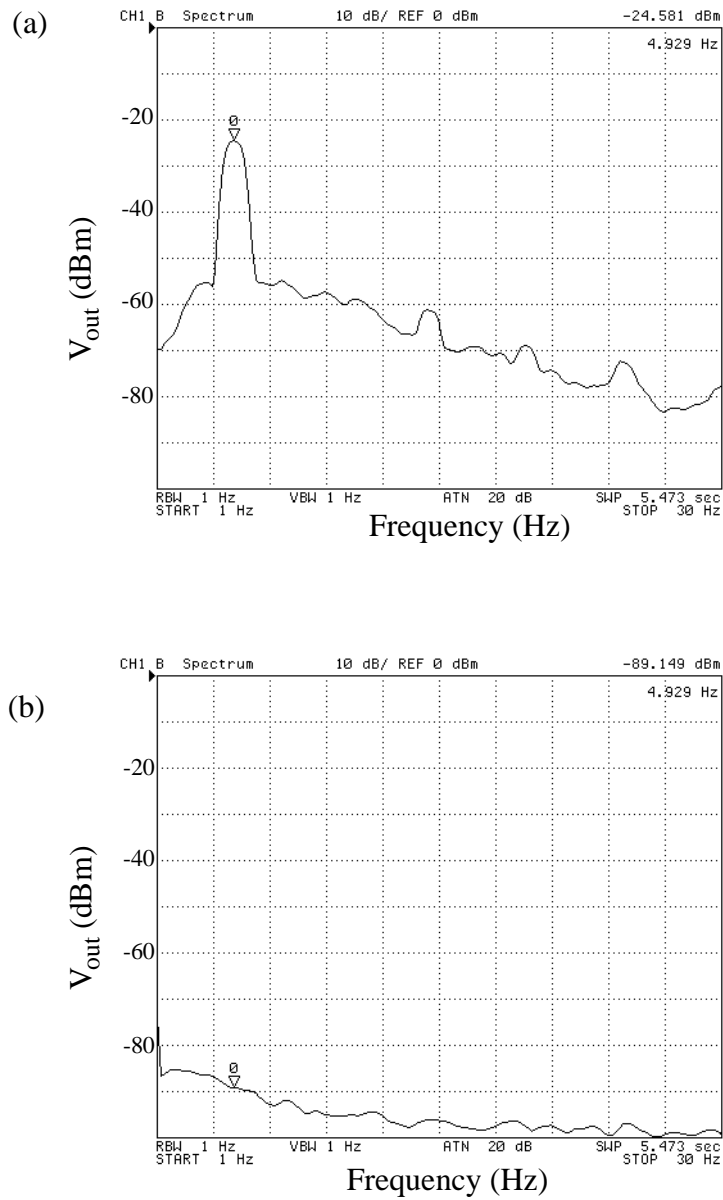 (a)
CH1 B Spectrum 10 dB/ REF 0 dBm -24.581 dBm
4.929 Hz
0
-20
-40
-60
-80
Vout (dBm)
RBW 1 Hz VBW 1 Hz ATN 20 dB SWP 5.473 sec
START 1 Hz STOP 30 Hz
Frequency (Hz)
(b)
CH1 B Spectrum 10 dB/ REF 0 dBm -89.149 dBm
4.929 Hz
-20
-40
-60
-80
0
Vout (dBm)
RBW 1 Hz VBW 1 Hz ATN 20 dB SWP 5.473 sec
START 1 Hz STOP 30 Hz
Frequency (Hz)